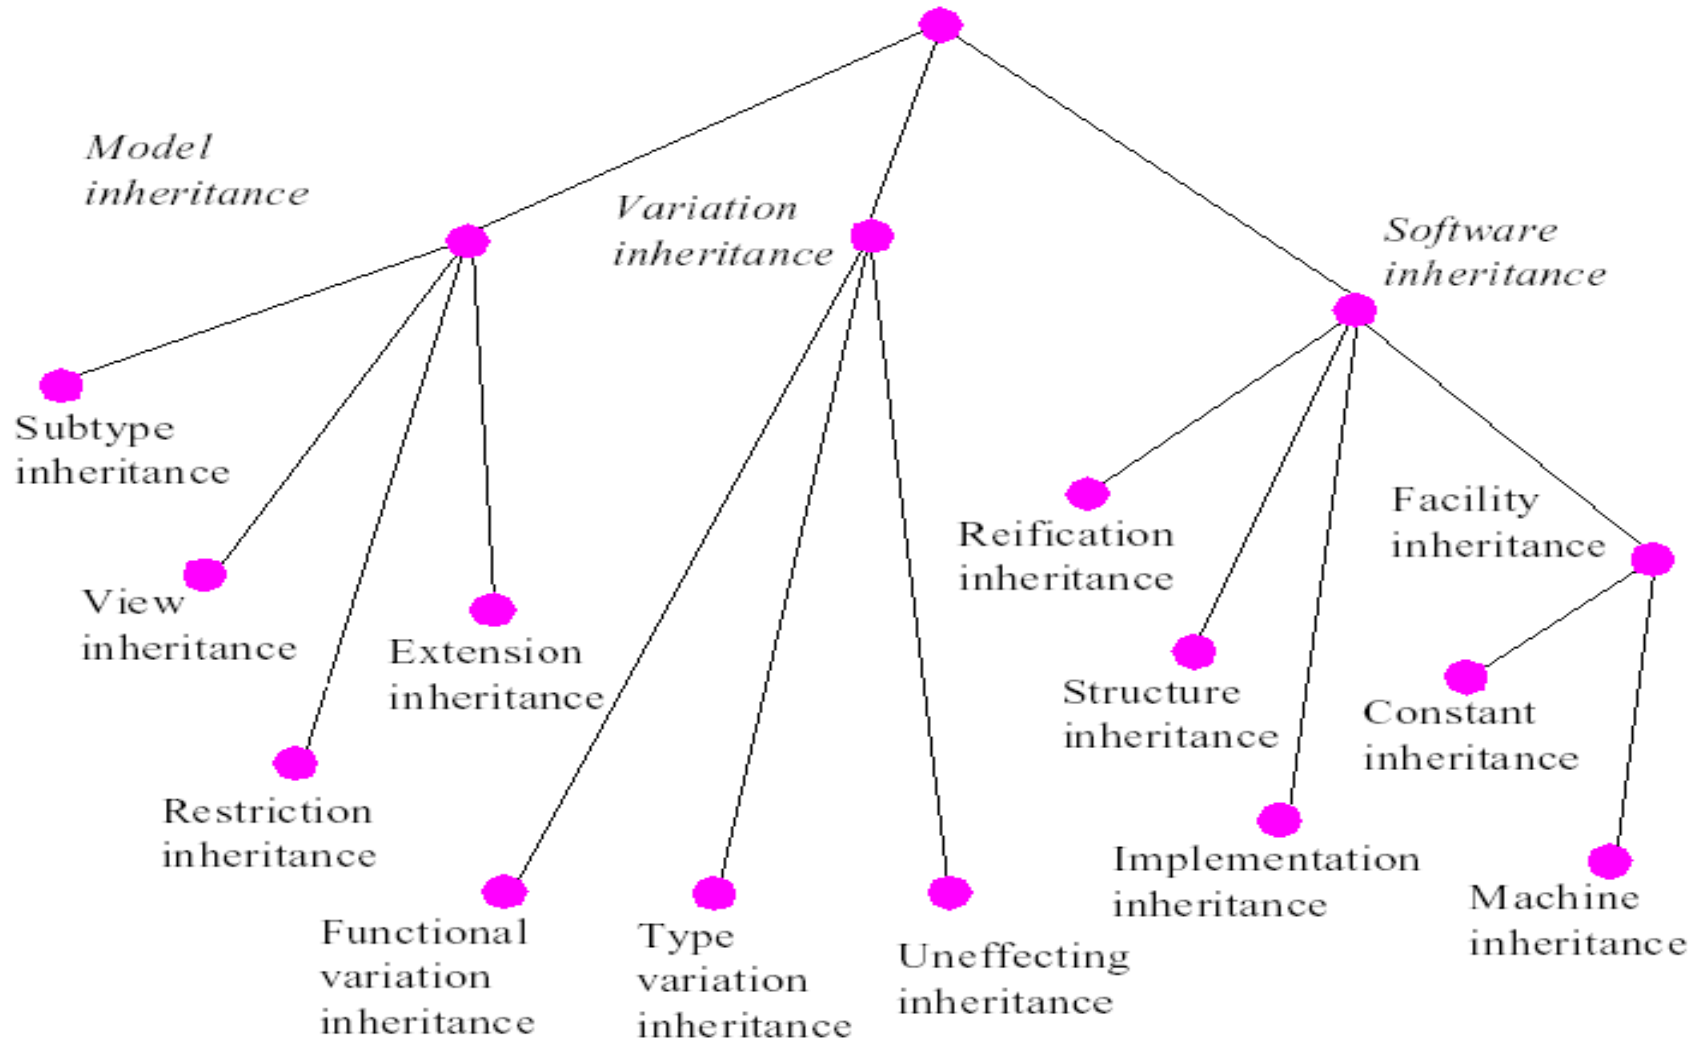 Model
inheritance
Variation
inheritance
Software
inheritance
Subtype
inheritance
View
inheritance
Extension
inheritance
Restriction
inheritance
Functional
variation
inheritance
Type
variation
inheritance
Uneffecting
inheritance
Reification
inheritance
Structure
inheritance
Implementation
inheritance
Facility
inheritance
Constant
inheritance
Machine
inheritance